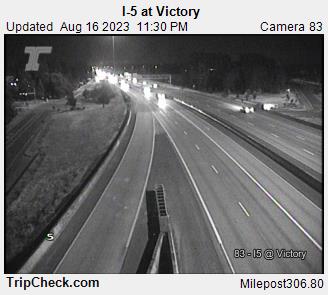 I-5 at Victory
Updated Aug 16 2023 11:30 PM Camera 83
T
S
83 - I5 @ Victory
TripCheck.com Milepost306.80